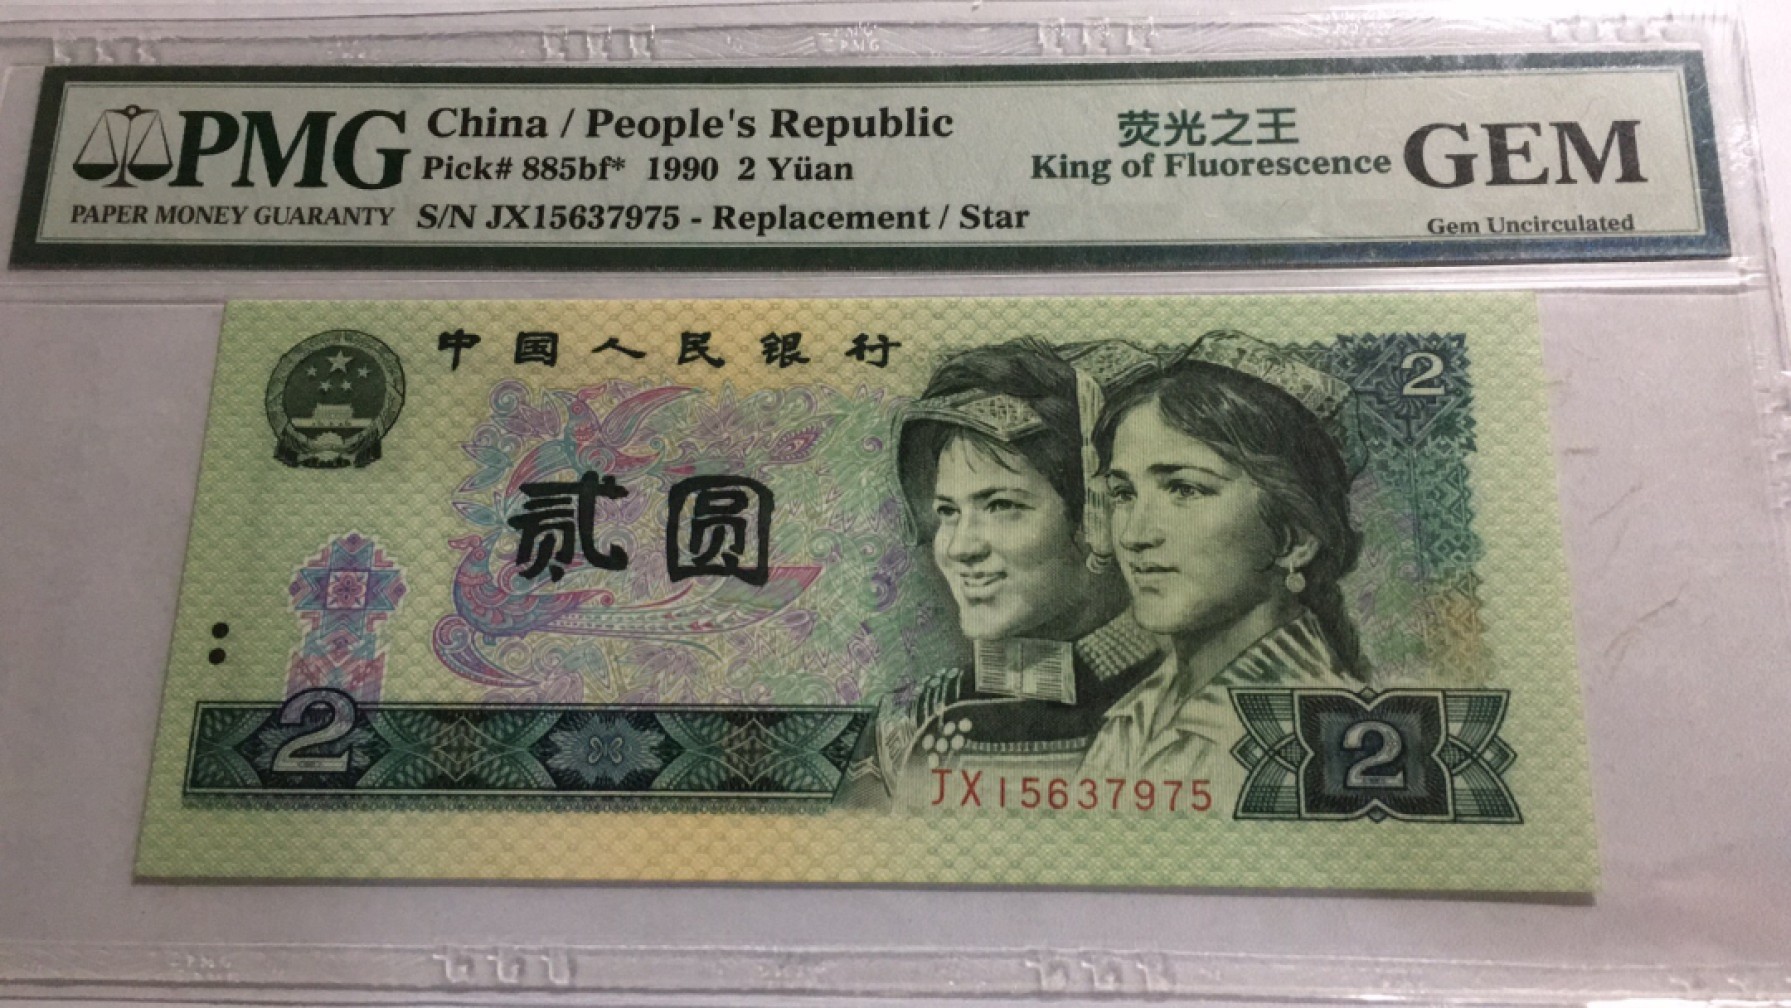 PMG
PAPER MONEY GUARANTY
China / People's Republic
Pick# 885bf* 1990 2 Yüan
S/N JX15637975 - Replacement / Star
荧光之王
King of Fluorescence
GEM
Gem Uncirculated
中国人民银行
2
贰圆
2
JX15637975
2